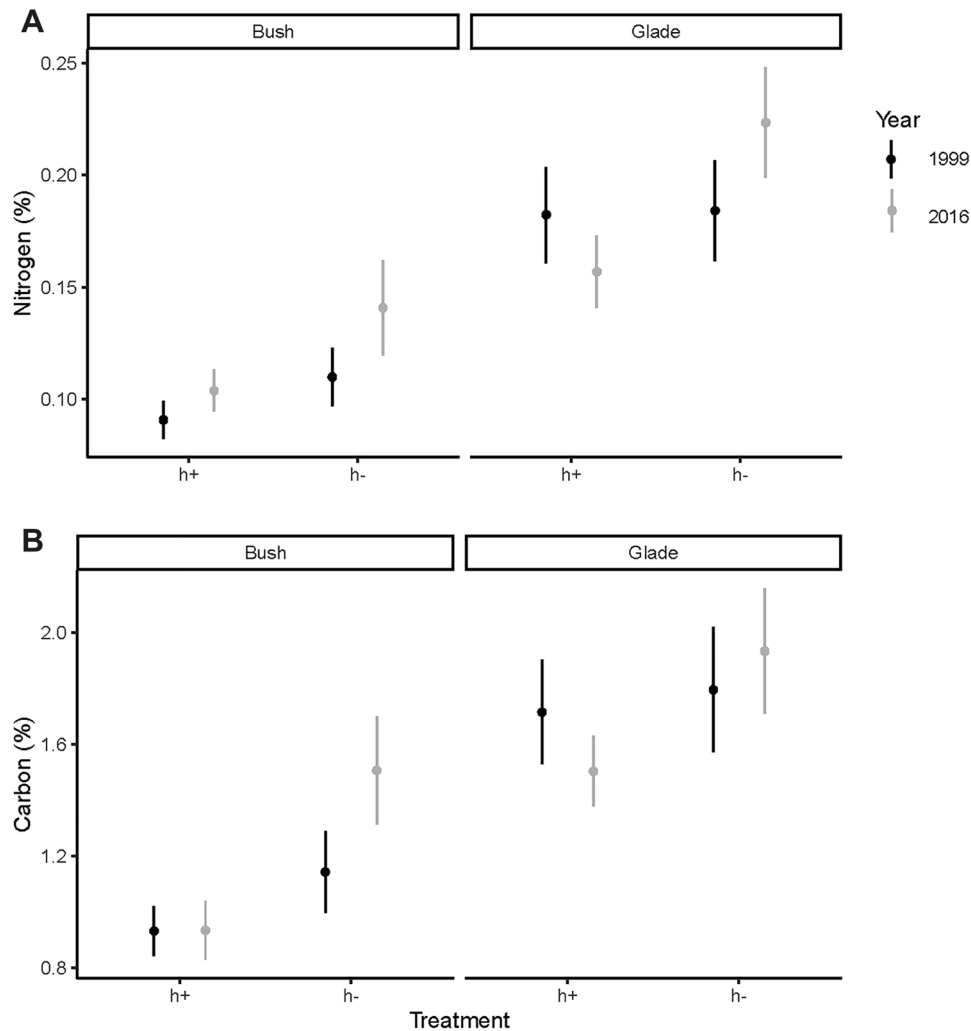 A
Bush
Glade
0.25
0.20
0.15
0.10
Nitrogen (%)
h+
h-
h+
h-
Year
1999
2016
B
Bush
Glade
2.0
1.6
1.2
0.8
Carbon (%)
h+
h-
h+
h-
Treatment